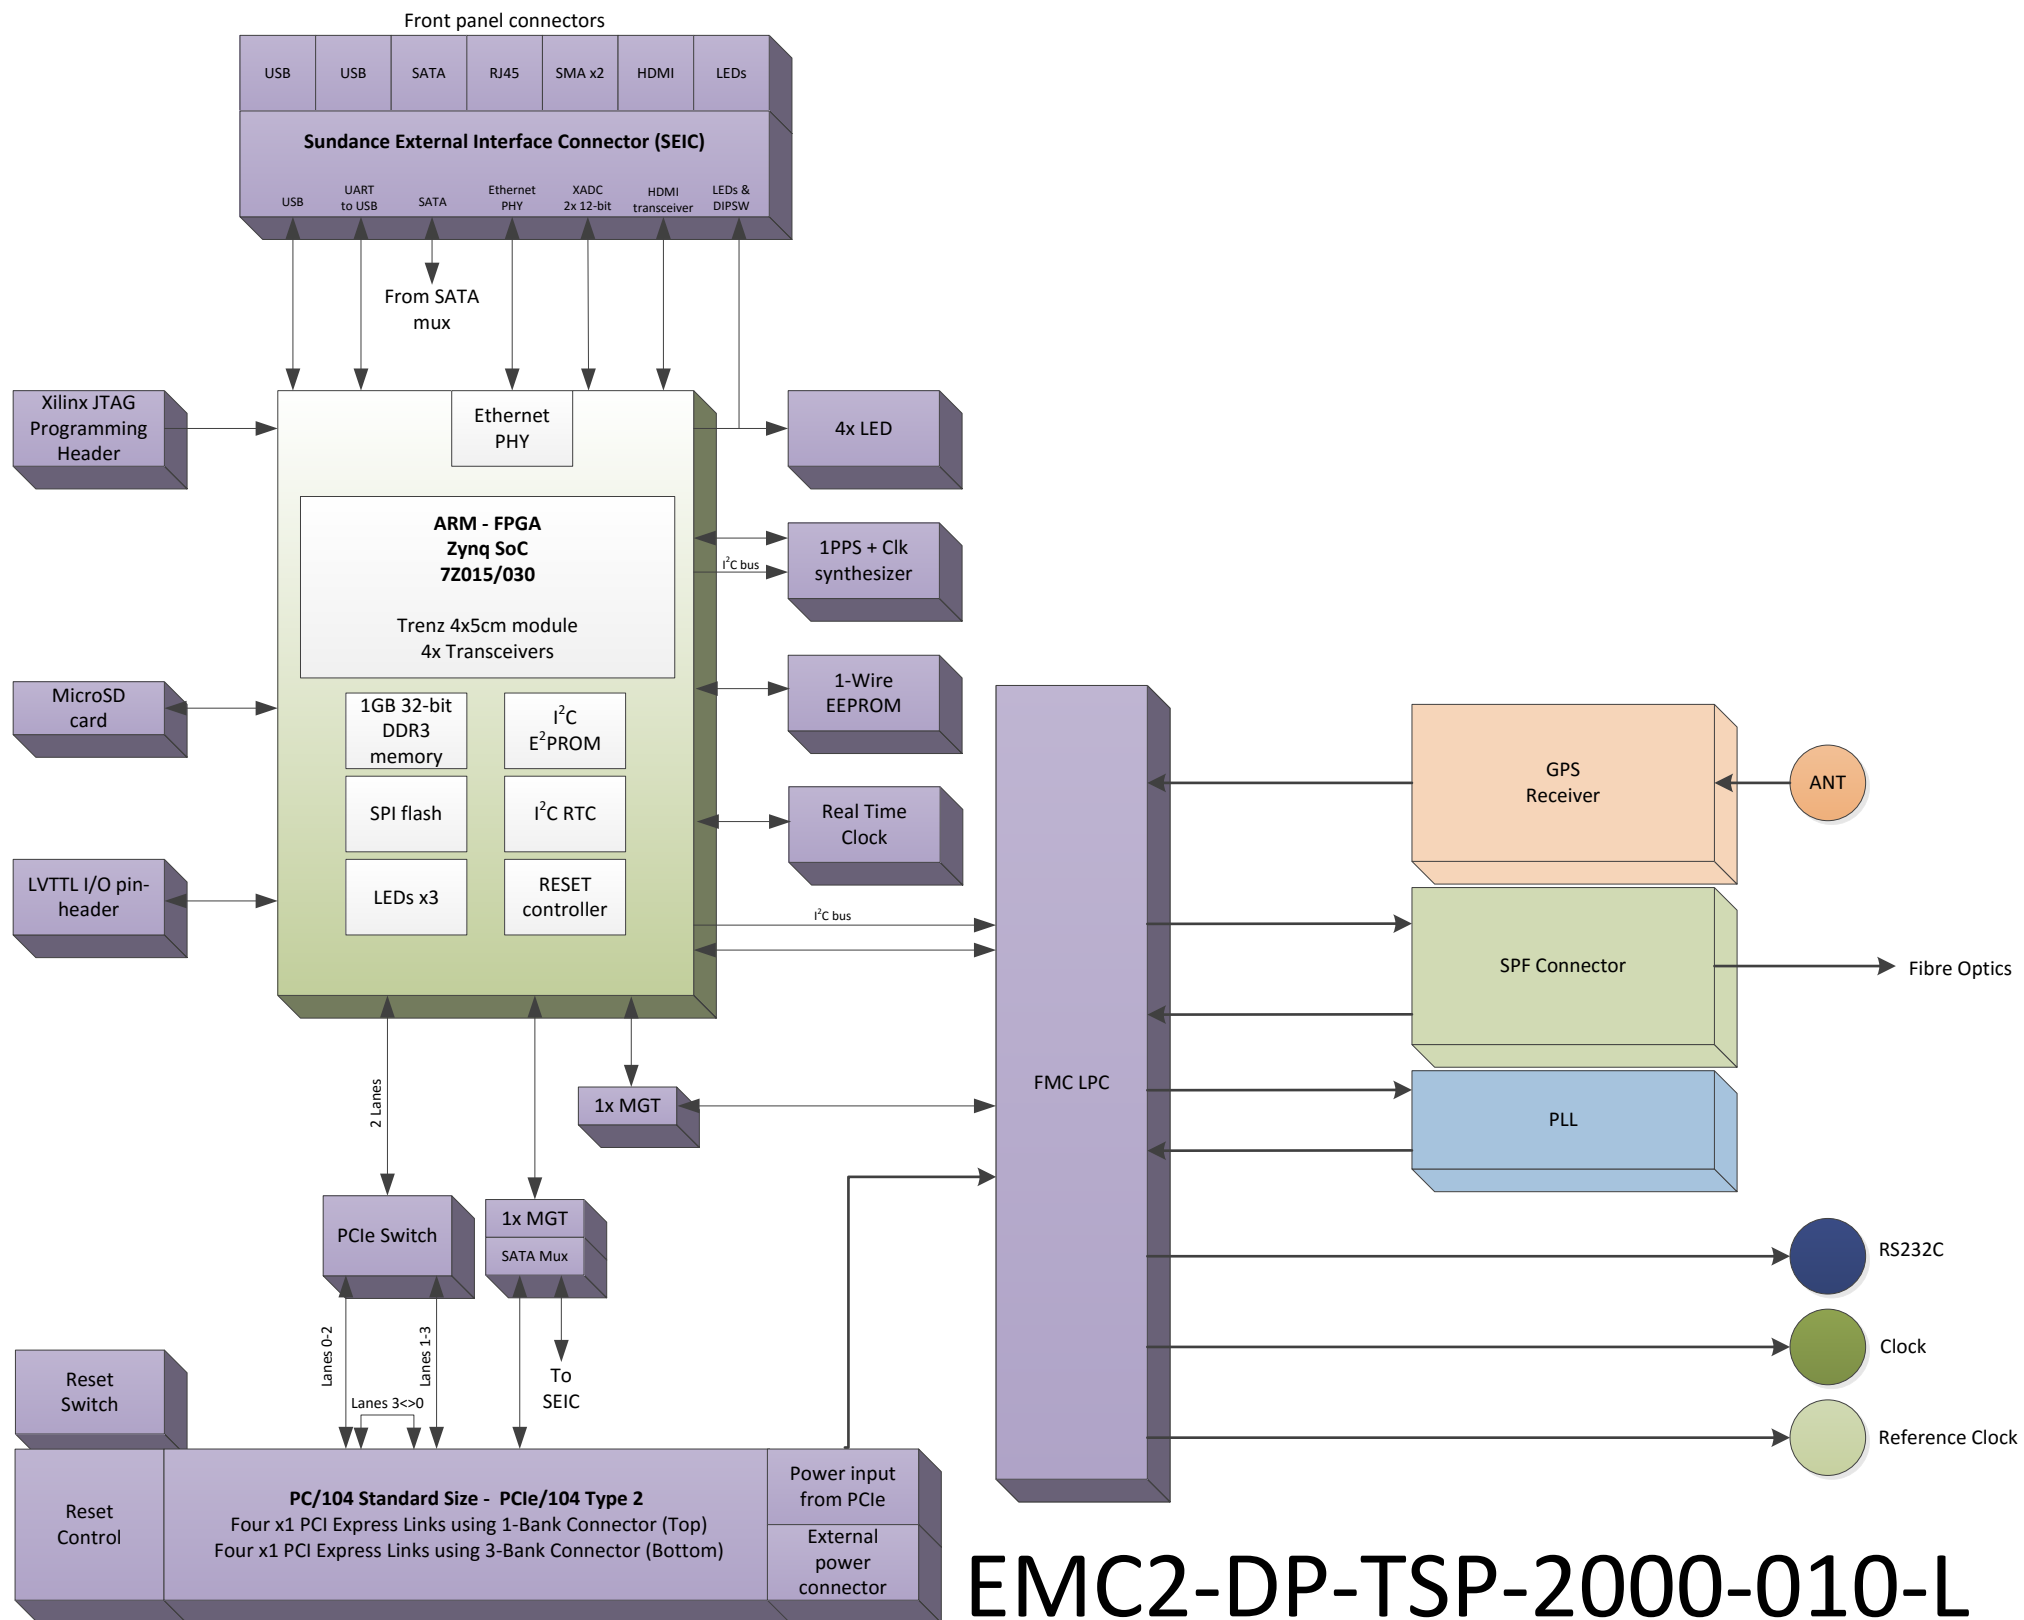 Front panel connectors
USB
USB
SATA
RJ45
SMA x2
HDMI
LEDs
Sundance External Interface Connector (SEIC)
USB
UART
to USB
SATA
Ethernet
PHY
XADC
2x 12-bit
HDMI
transceiver
LEDs &
DIPSW
From SATA
mux
Xilinx JTAG
Programming
Header
Ethernet
PHY
4x LED
ARM - FPGA
Zynq SoC
7Z015/030
Trenz 4x5cm module
4x Transceivers
I²C bus
1PPS + Clk
synthesizer
MicroSD
card
1GB 32-bit
DDR3
memory
I²C
E²PROM
1-Wire
EEPROM
SPI flash
I²C RTC
Real Time
Clock
LVTTL I/O pin-
header
LEDs x3
RESET
controller
I²C bus
GPS
Receiver
ANT
SPF Connector
Fibre Optics
FMC LPC
PLL
2 Lanes
1x MGT
PCIe Switch
1x MGT
SATA Mux
RS232C
Clock
Reference Clock
Lanes 0-2
Lanes 1-3
Lanes 3<>0
To
SEIC
Reset
Switch
Reset
Control
PC/104 Standard Size - PCIe/104 Type 2
Four x1 PCI Express Links using 1-Bank Connector (Top)
Four x1 PCI Express Links using 3-Bank Connector (Bottom)
Power input
from PCIe
External
power
connector
EMC2-DP-TSP-2000-010-L